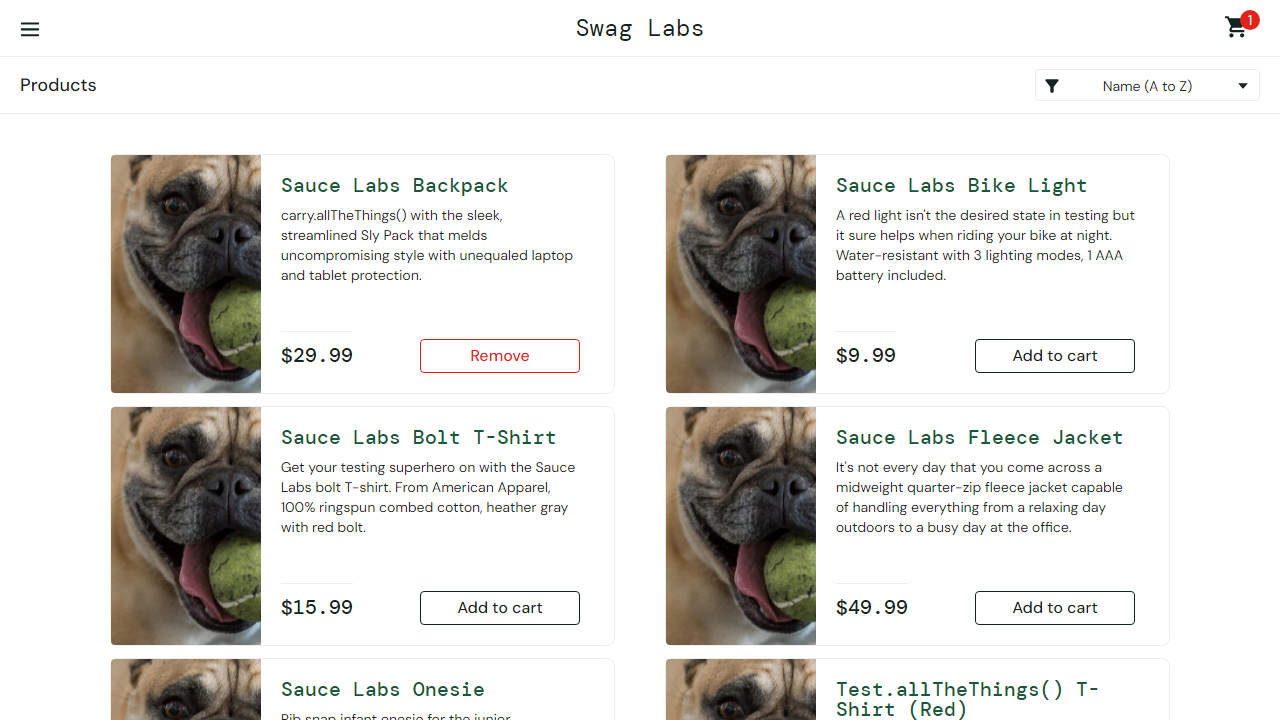 Swag Labs
1
Products
Name (A to Z)
Sauce Labs Backpack
carry.allTheThings() with the sleek,
streamlined Sly Pack that melds
uncompromising style with unequaled laptop
and tablet protection.
$29.99
Remove
Sauce Labs Bike Light
A red light isn't the desired state in testing but
it sure helps when riding your bike at night.
Water-resistant with 3 lighting modes, 1 AAA
battery included.
$9.99
Add to cart
Sauce Labs Bolt T-Shirt
Get your testing superhero on with the Sauce
Labs bolt T-shirt. From American Apparel,
100% ringspun combed cotton, heather gray
with red bolt.
$15.99
Add to cart
Sauce Labs Fleece Jacket
It's not every day that you come across a
midweight quarter-zip fleece jacket capable
of handling everything from a relaxing day
outdoors to a busy day at the office.
$49.99
Add to cart
Sauce Labs Onesie
Rib snap infant onesie for the junior
Test.allTheThings() T-
Shirt (Red)